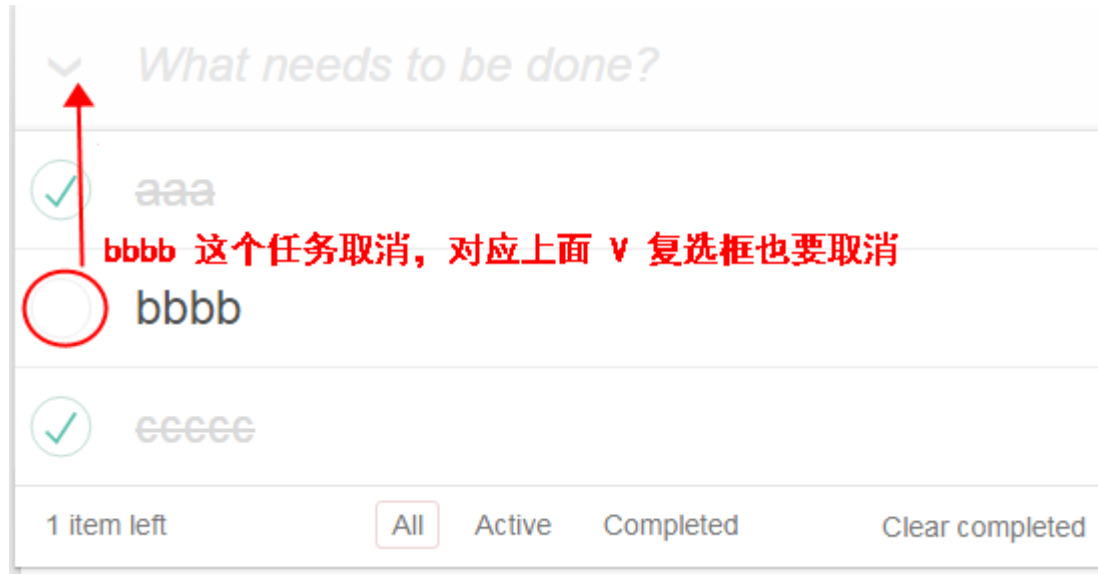 What needs to be done?
aaa
bbbb 这个任务取消，对应上面 V 复选框也要取消
bbbb
ccccc
1 item left All Active Completed Clear completed